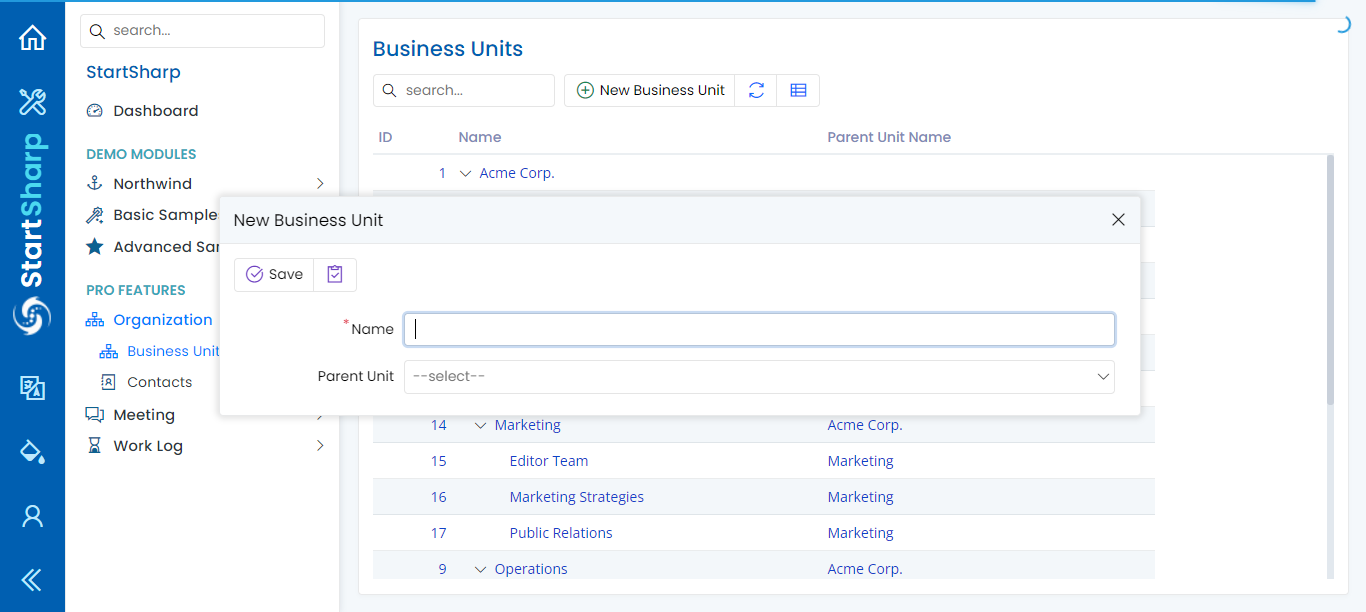 search...
StartSharp
Dashboard
DEMO MODULES
Northwind
Basic Sample
Advanced Sar
PRO FEATURES
Organization
Business Unit
Contacts
Meeting
Work Log
StartSharp
Business Units
search...
New Business Unit
ID Name Parent Unit Name
1 Acme Corp.
New Business Unit
Save
* Name
Parent Unit --select--
14 Marketing Acme Corp.
15 Editor Team Marketing
16 Marketing Strategies Marketing
17 Public Relations Marketing
9 Operations Acme Corp.